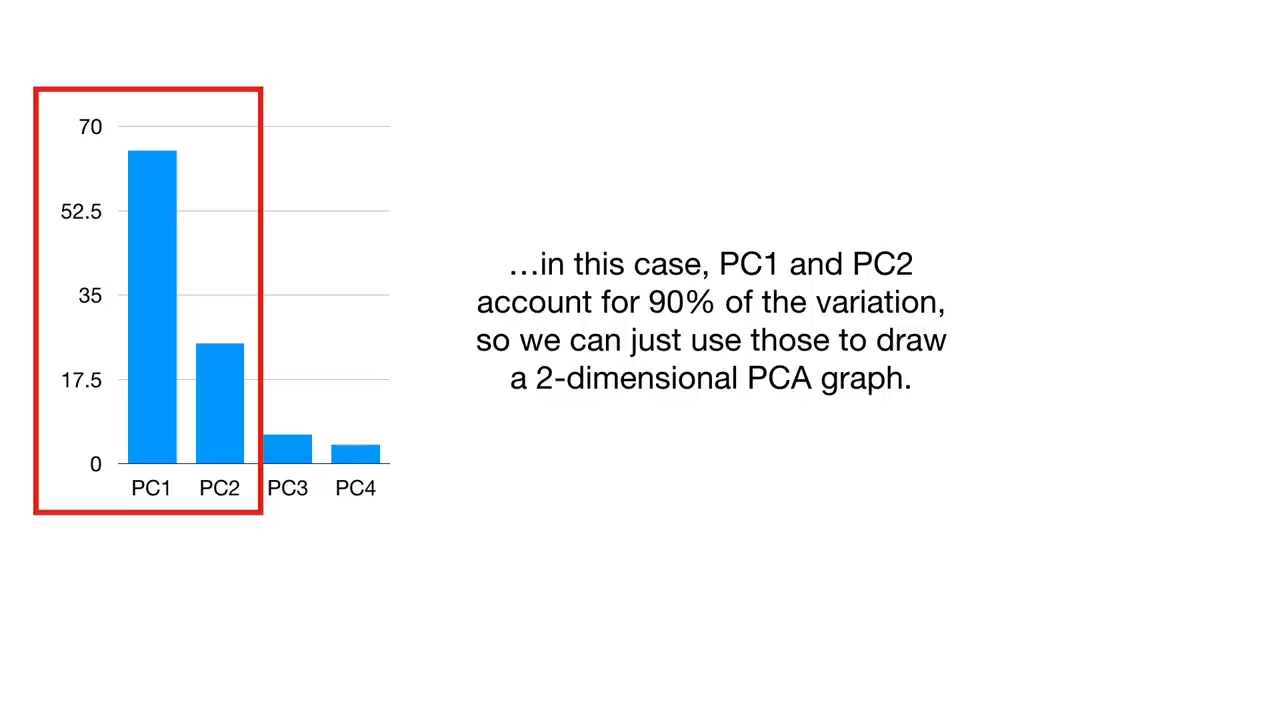 70
52.5
35
17.5
0
PC1 PC2 PC3 PC4
…in this case, PC1 and PC2
account for 90% of the variation,
so we can just use those to draw
a 2-dimensional PCA graph.